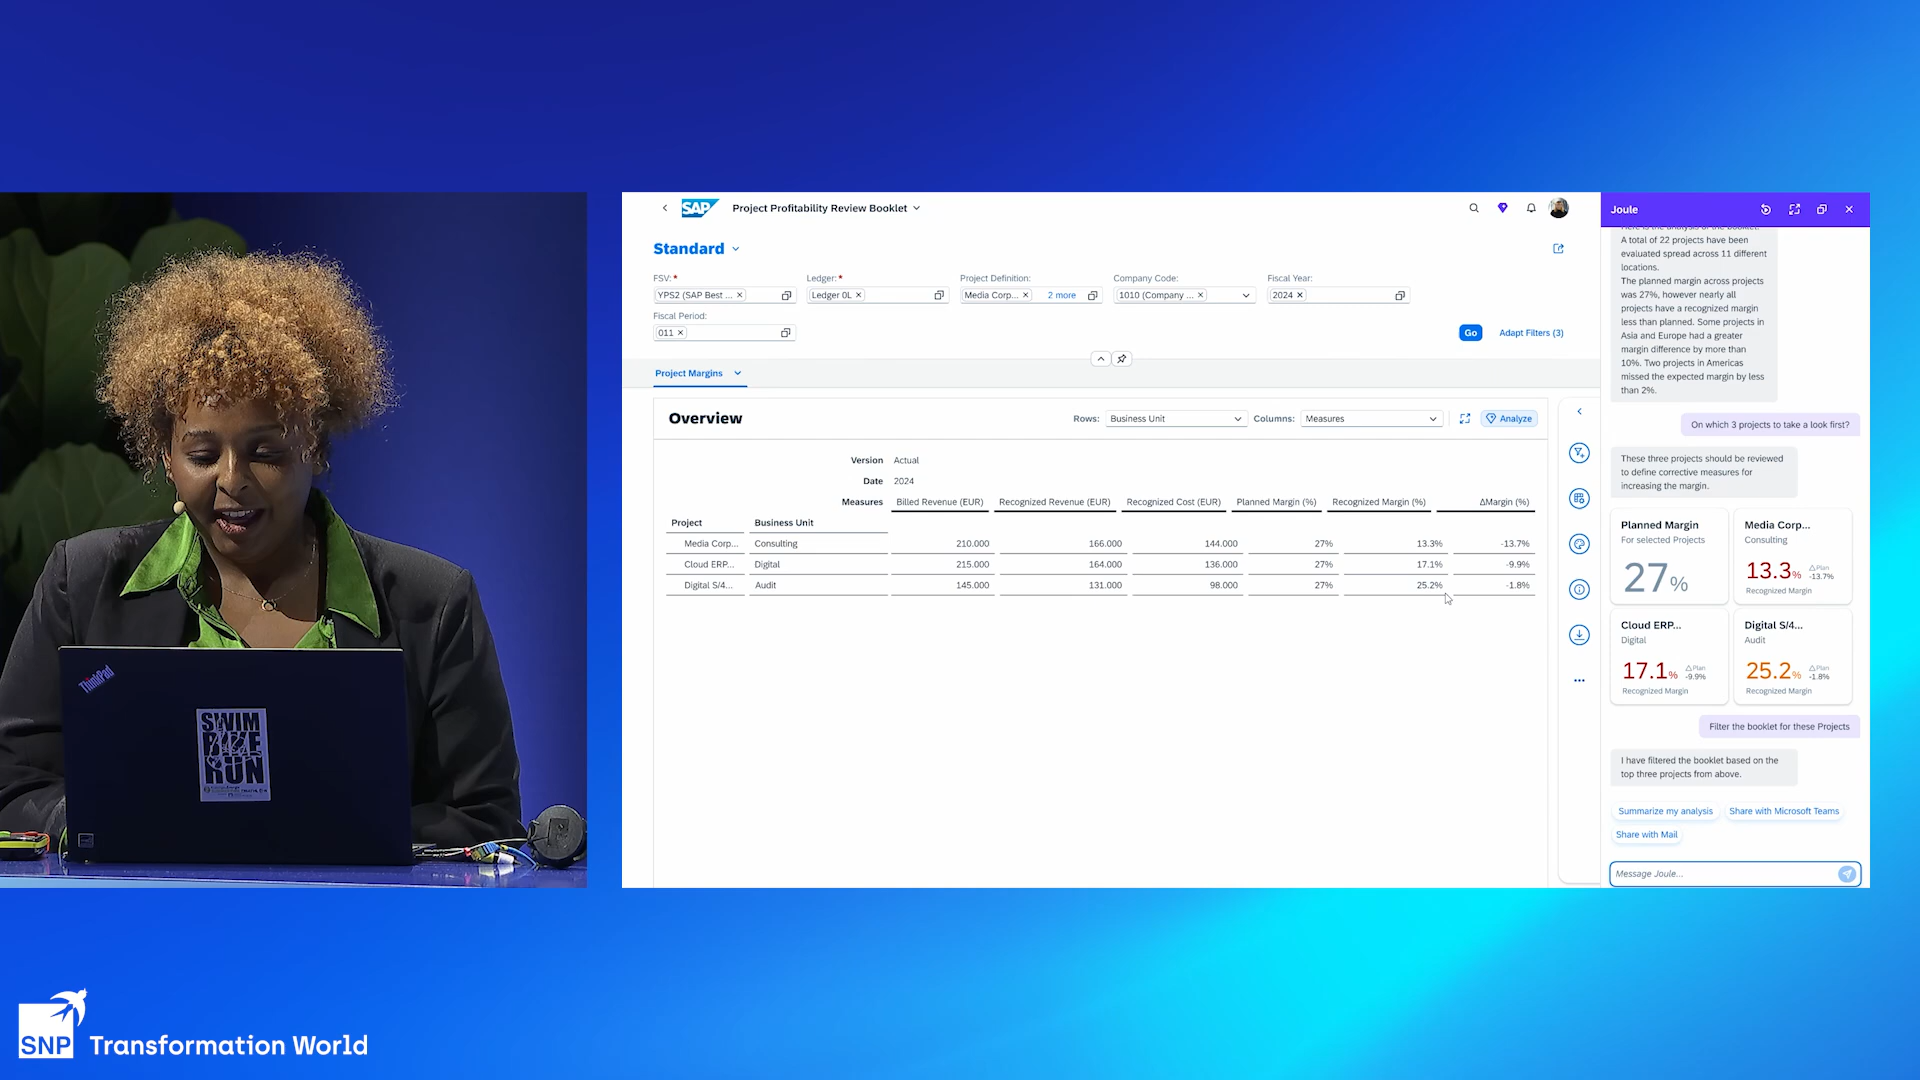 SAP
Project Profitability Review Booklet
Standard
FSV: *
Ledger: *
Project Definition:
Company Code:
Fiscal Year:
YPS2 (SAP Best ...
Ledger 0L
Media Corp...
2 more
1010 (Company ...
2024
Fiscal Period:
011
Go
Adapt Filters (3)
Project Margins
Overview
Rows:
Business Unit
Columns:
Measures
Analyze
Version Actual
Date 2024
Measures Billed Revenue (EUR) Recognized Revenue (EUR) Recognized Cost (EUR) Planned Margin (%) Recognized Margin (%) ΔMargin (%)
Project Business Unit
Media Corp... Consulting 210.000 166.000 144.000 27% 13.3% -13.7%
Cloud ERP... Digital 215.000 164.000 136.000 27% 17.1% -9.9%
Digital S/4... Audit 145.000 131.000 98.000 27% 25.2% -1.8%
Joule
Here is the analysis of the booklet.
A total of 22 projects have been
evaluated spread across 11 different
locations.
The planned margin across projects
was 27%, however nearly all
projects have a recognized margin
less than planned. Some projects in
Asia and Europe had a greater
margin difference by more than
10%. Two projects in Americas
missed the expected margin by less
than 2%.
On which 3 projects to take a look first?
These three projects should be reviewed
to define corrective measures for
increasing the margin.
Planned Margin
For selected Projects
27%
Media Corp...
Consulting
13.3%
△Plan
-13.7%
Recognized Margin
Cloud ERP...
Digital
17.1%
△Plan
-9.9%
Recognized Margin
Digital S/4...
Audit
25.2%
△Plan
-1.8%
Recognized Margin
Filter the booklet for these Projects
I have filtered the booklet based on the
top three projects from above.
Summarize my analysis
Share with Microsoft Teams
Share with Mail
Message Joule...
ThinkPad
SWIM
BIKE
RUN
SNP
Transformation World